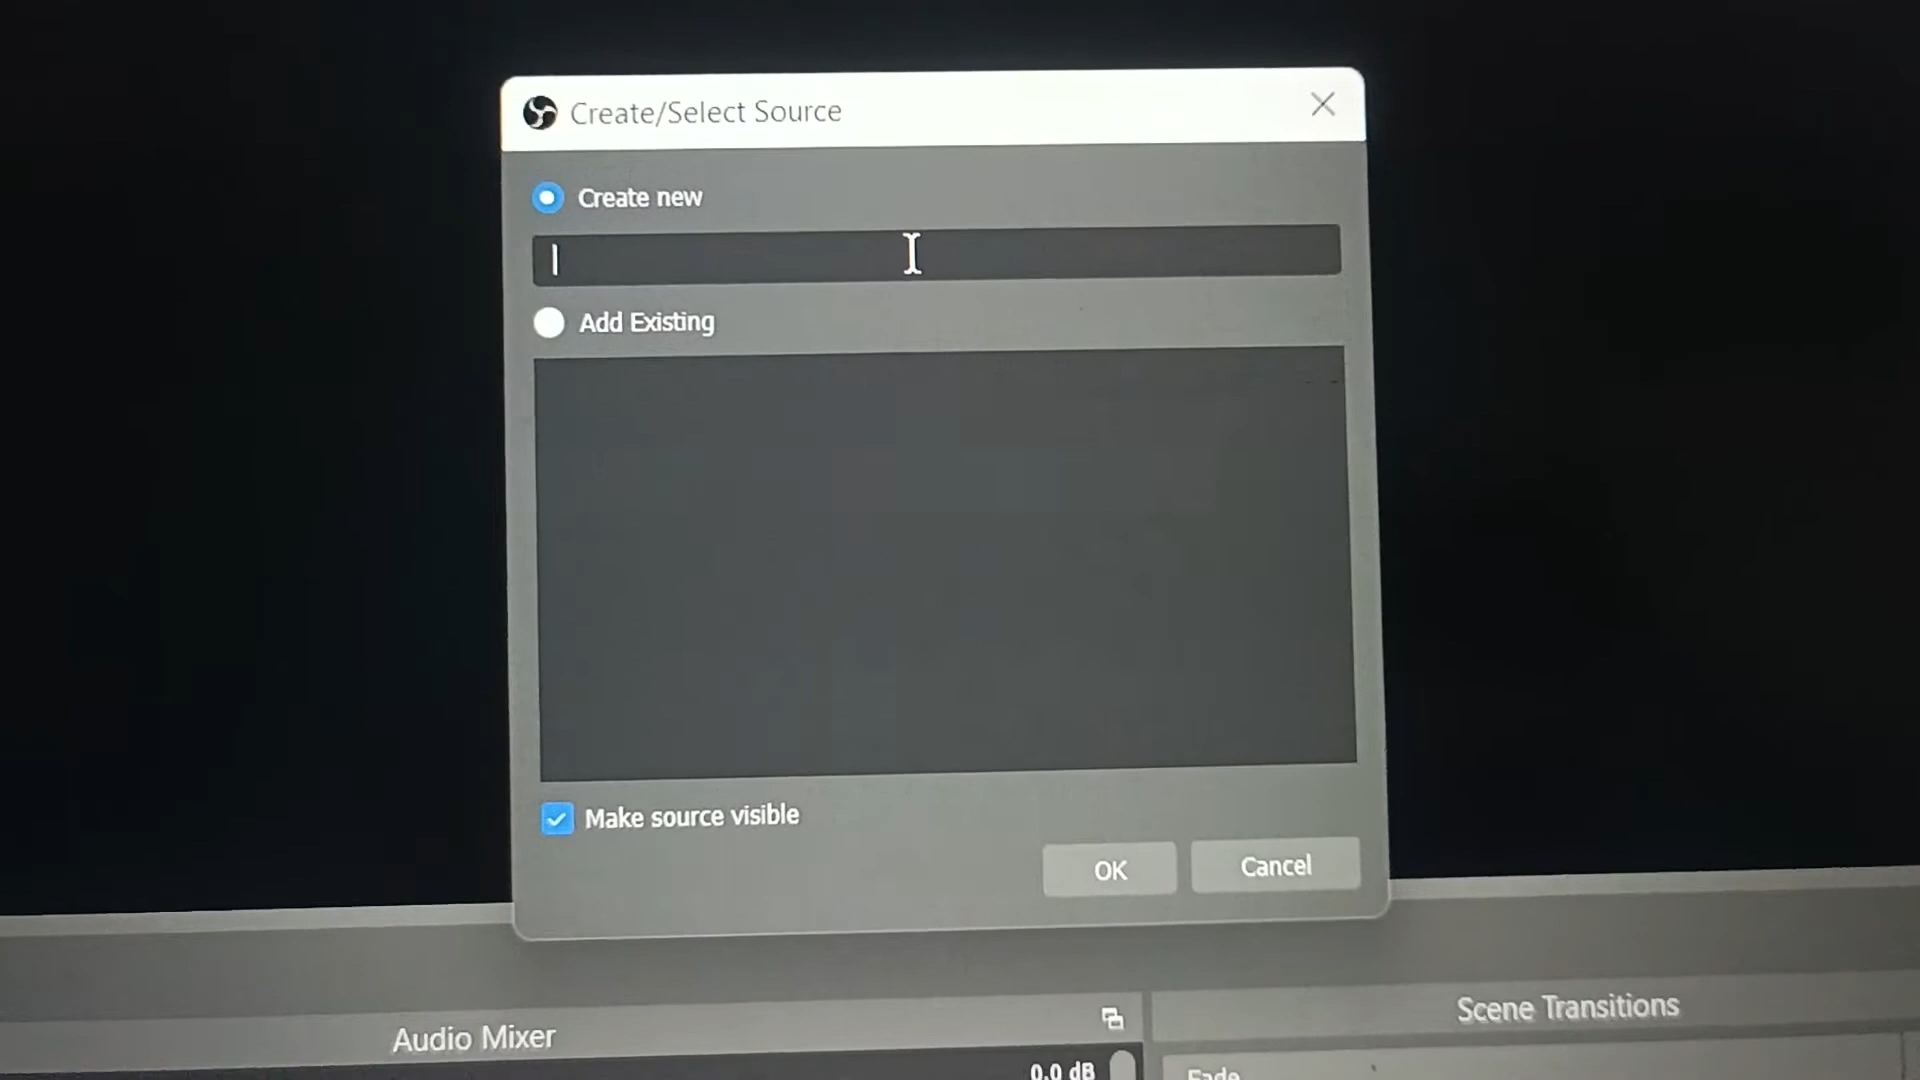 Create/Select Source
Create new
Add Existing
Make source visible
OK
Cancel
Audio Mixer
Scene Transitions
0.0 dB
Fade